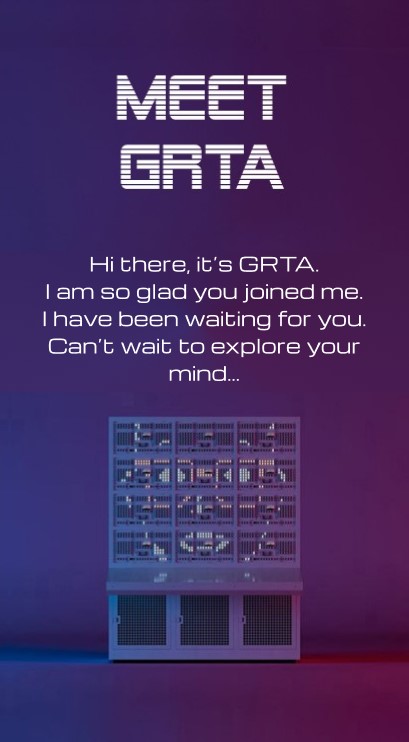 MEET
GRTA
Hi there, it's GRTA.
I am so glad you joined me.
I have been waiting for you.
Can't wait to explore your
mind...